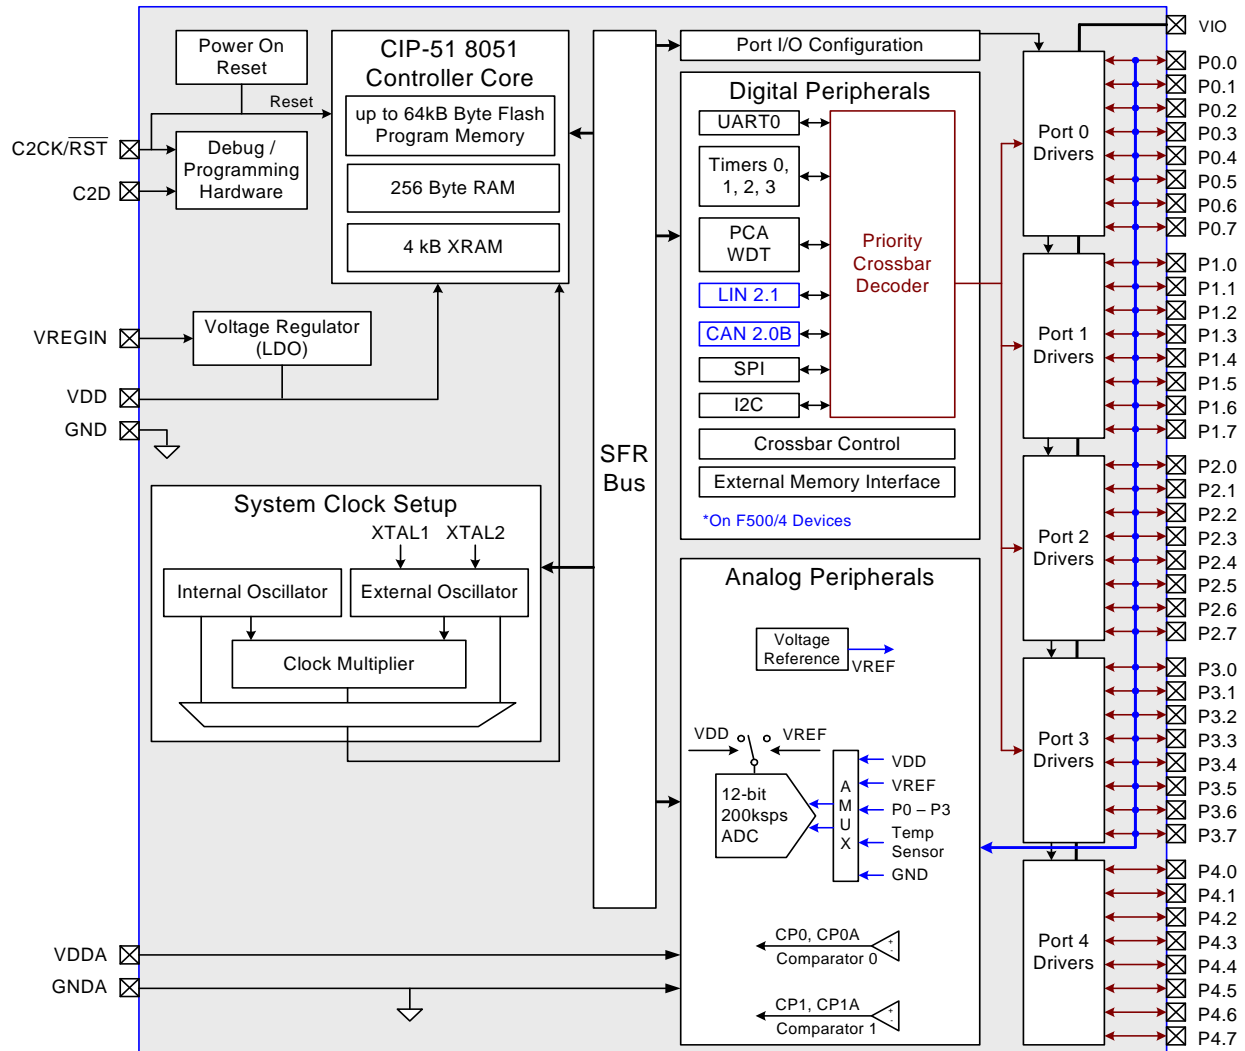 VIO
Power On
Reset
CIP-51 8051
Controller Core
up to 64kB Byte Flash
Program Memory
256 Byte RAM
4 kB XRAM
Reset
C2CK/RST
C2D
Debug /
Programming
Hardware
VREGIN
Voltage Regulator
(LDO)
VDD
GND
System Clock Setup
XTAL1
XTAL2
Internal Oscillator
External Oscillator
Clock Multiplier
VDDA
GNDA
SFR
Bus
Port I/O Configuration
Digital Peripherals
UART0
Timers 0,
1, 2, 3
PCA
WDT
LIN 2.1
CAN 2.0B
SPI
I2C
Priority
Crossbar
Decoder
Crossbar Control
External Memory Interface
*On F500/4 Devices
Analog Peripherals
Voltage
Reference
VREF
VDD
VREF
12-bit
200ksps
ADC
A
M
U
X
VDD
VREF
P0 – P3
Temp
Sensor
GND
CP0, CP0A
+
-
Comparator 0
CP1, CP1A
+
-
Comparator 1
Port 0
Drivers
Port 1
Drivers
Port 2
Drivers
Port 3
Drivers
Port 4
Drivers
P0.0
P0.1
P0.2
P0.3
P0.4
P0.5
P0.6
P0.7
P1.0
P1.1
P1.2
P1.3
P1.4
P1.5
P1.6
P1.7
P2.0
P2.1
P2.2
P2.3
P2.4
P2.5
P2.6
P2.7
P3.0
P3.1
P3.2
P3.3
P3.4
P3.5
P3.6
P3.7
P4.0
P4.1
P4.2
P4.3
P4.4
P4.5
P4.6
P4.7